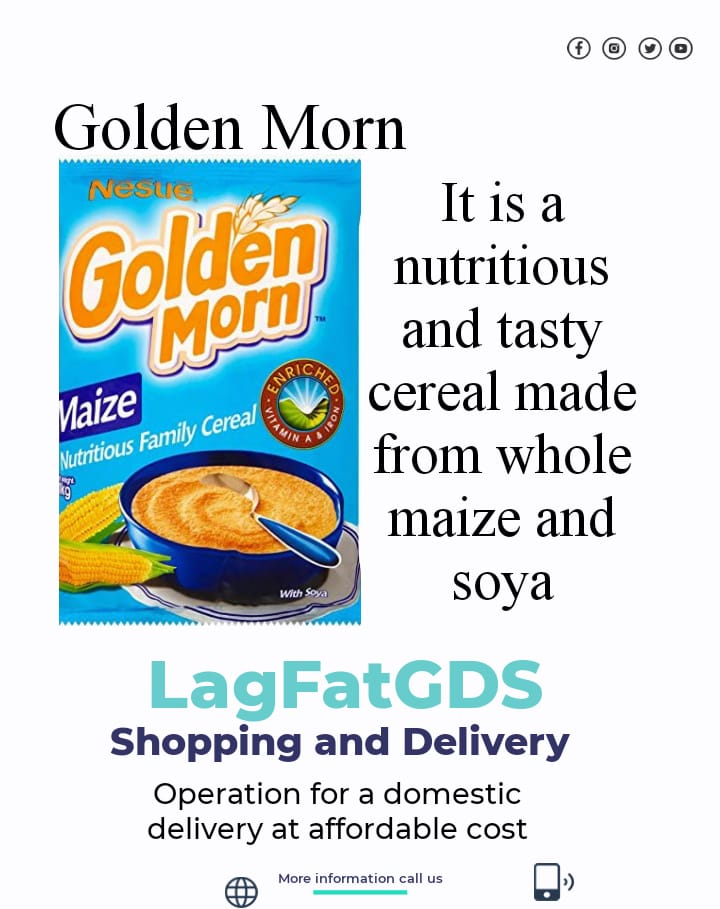 Golden Morn
Nestle
Golden
Morn
TM
Maize
Nutritious Family Cereal
ENRICHED
VITAMIN A & IRON
kg
With Soya
It is a
nutritious
and tasty
cereal made
from whole
maize and
soya
LagFatGDS
Shopping and Delivery
Operation for a domestic
delivery at affordable cost
More information call us